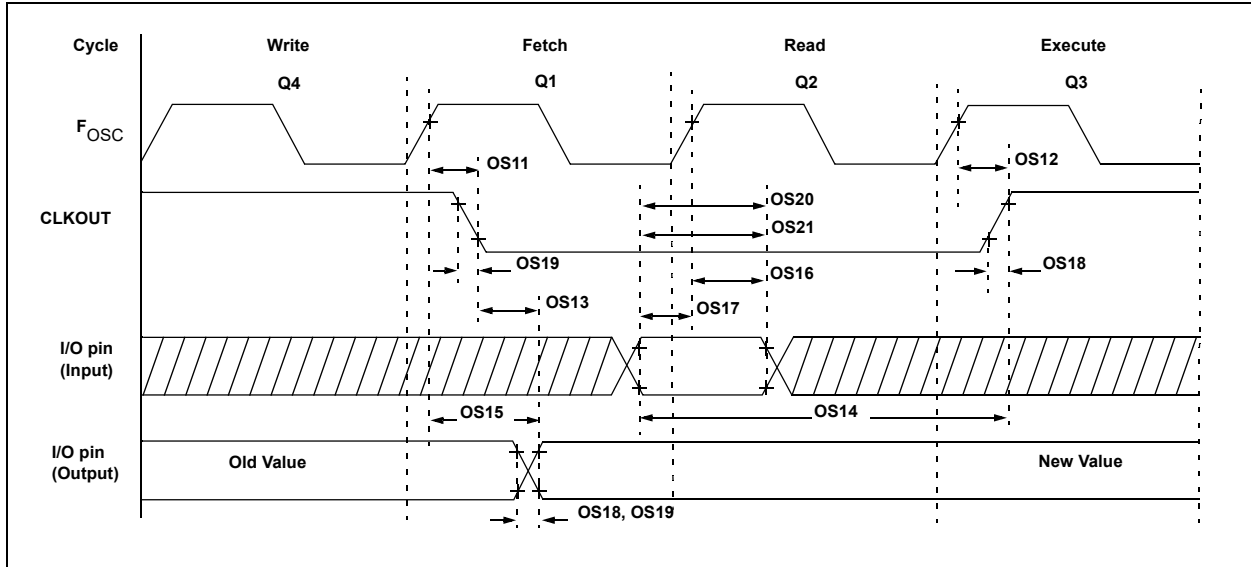 Cycle Write Fetch Read Execute
Q4 Q1 Q2 Q3
FOSC
OS11 OS12
CLKOUT
OS20
OS21
OS19 OS16 OS18
OS13 OS17
I/O pin
(Input)
OS15 OS14
I/O pin
(Output)
Old Value New Value
OS18, OS19